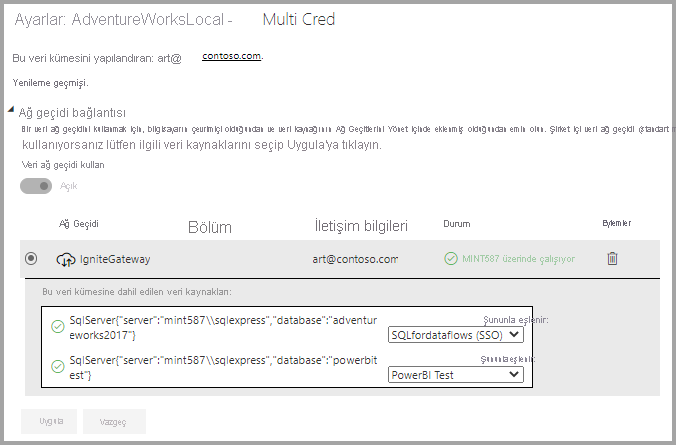 Ayarlar: AdventureWorksLocal - Multi Cred
Bu veri kümesini yapılandıran: art@ contoso.com.
Yenileme geçmişi.
Ağ geçidi bağlantısı
Bir veri ağ geçidini kullanmak için, bilgisayarın çevrimiçi olduğundan ve veri kaynağının Ağ Geçitlerini Yönet içinde eklenmiş olduğundan emin olun. Şirket içi veri ağ geçidi (standart
kullanıyorsanız lütfen ilgili veri kaynaklarını seçip Uygula'ya tıklayın.
Veri ağ geçidi kullan
Açık
Ağ Geçidi Bölüm İletişim bilgileri Durum Eylemler
IgniteGateway art@contoso.com MINT587 üzerinde çalışıyor
Bu veri kümesine dahil edilen veri kaynakları:
SqlServer{"server":"mint587\\sqlexpress","database":"adventur
eworks2017"}
Şununla eşlenir:
SQLfordataflows (SSO)
SqlServer{"server":"mint587\\sqlexpress","database":"powerbit
est"}
Şununla eşlenir:
PowerBI Test
Uygula Vazgeç